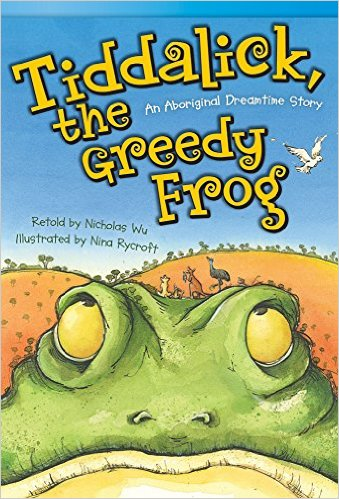 Tiddalick,
An Aboriginal Dreamtime Story
the
Greedy
Frog
Retold by Nicholas Wu
Illustrated by Nina Rycroft